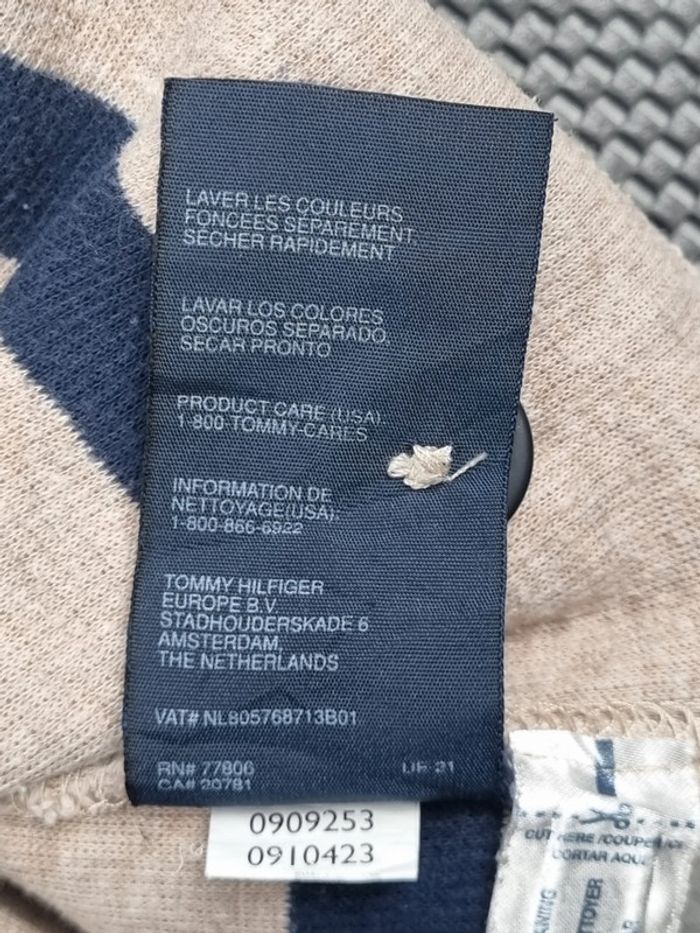 LAVER LES COULEURS
FONCEES SEPAREMENT.
SECHER RAPIDEMENT
LAVAR LOS COLORES
OSCUROS SEPARADO.
SECAR PRONTO
PRODUCT CARE (USA)
1-800-TOMMY-CARES
INFORMATION DE
NETTOYAGE(USA):
1-800-866-6922
TOMMY HILFIGER
EUROPE B.V
STADHOUDERSKADE 6
AMSTERDAM,
THE NETHERLANDS
VAT# NL805768713B01
RN# 77806
CA# 20781
0909253
0910423
CUT HERE /COUPER ICI
CORTAR AQUI